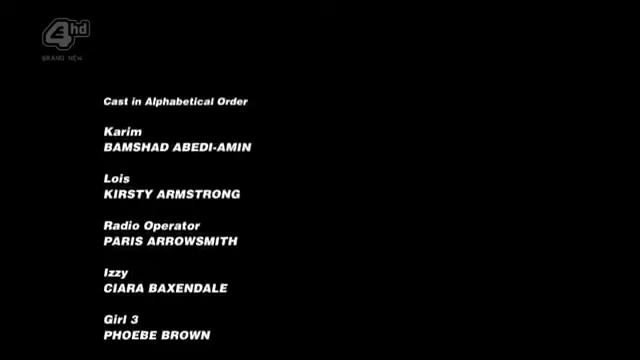 4hd
BRAND NEW
Cast in Alphabetical Order
Karim
BAMSHAD ABEDI-AMIN
Lois
KIRSTY ARMSTRONG
Radio Operator
PARIS ARROWSMITH
Izzy
CIARA BAXENDALE
Girl 3
PHOEBE BROWN